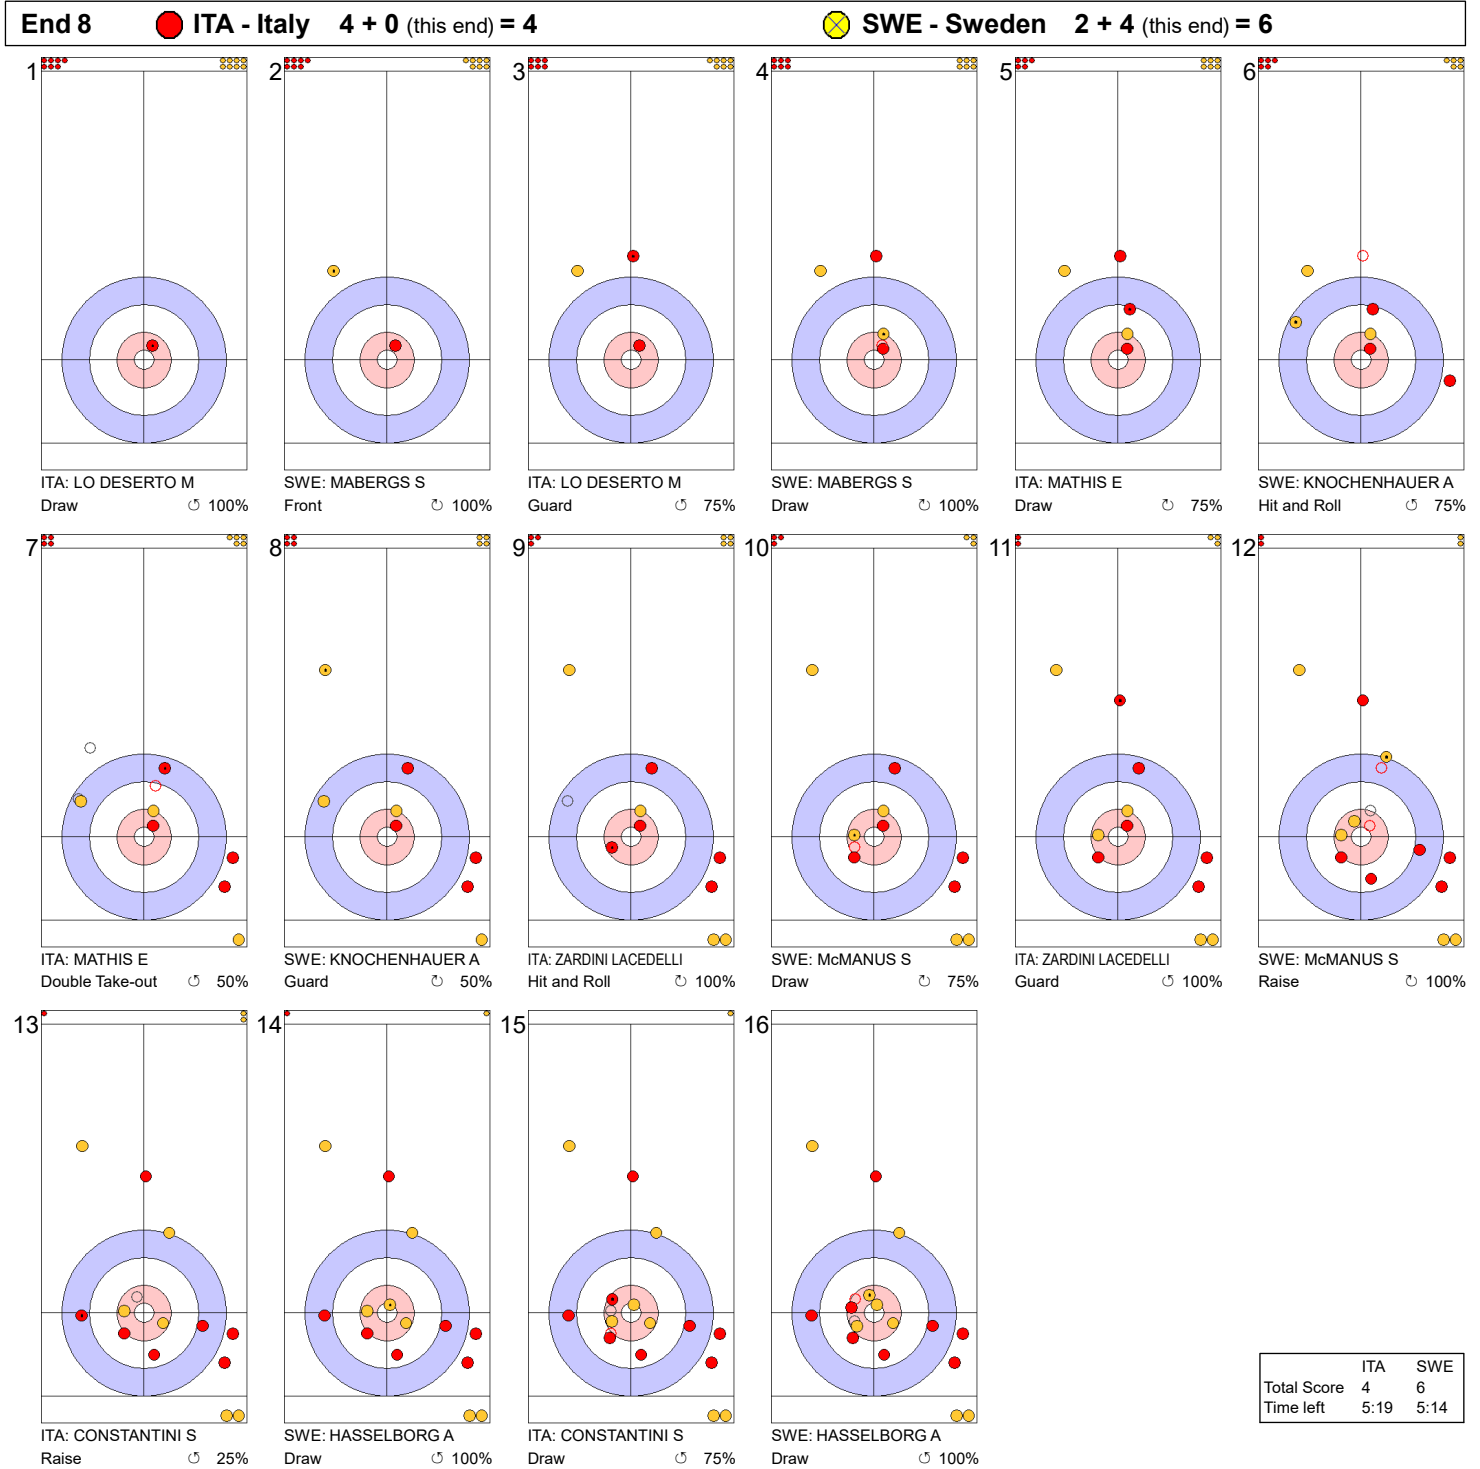 End 8 ITA - Italy 4 + 0 (this end) = 4 SWE - Sweden 2 + 4 (this end) = 6
1 2 3 4 5 6
ITA: LO DESERTO M SWE: MABERGS S ITA: LO DESERTO M SWE: MABERGS S ITA: MATHIS E SWE: KNOCHENHAUER A
Draw ↺ 100% Front ↻ 100% Guard ↺ 75% Draw ↻ 100% Draw ↻ 75% Hit and Roll ↻ 75%
7 8 9 10 11 12
ITA: MATHIS E SWE: KNOCHENHAUER A ITA: ZARDINI LACEDELLI SWE: McMANUS S ITA: ZARDINI LACEDELLI SWE: McMANUS S
Double Take-out ↺ 50% Guard ↻ 50% Hit and Roll ↻ 100% Draw ↺ 75% Guard ↺ 100% Raise ↻ 100%
13 14 15 16
ITA: CONSTANTINI S SWE: HASSELBORG A ITA: CONSTANTINI S SWE: HASSELBORG A
Raise ↺ 25% Draw ↺ 100% Draw ↺ 75% Draw ↺ 100%
ITA SWE
Total Score 4 6
Time left 5:19 5:14